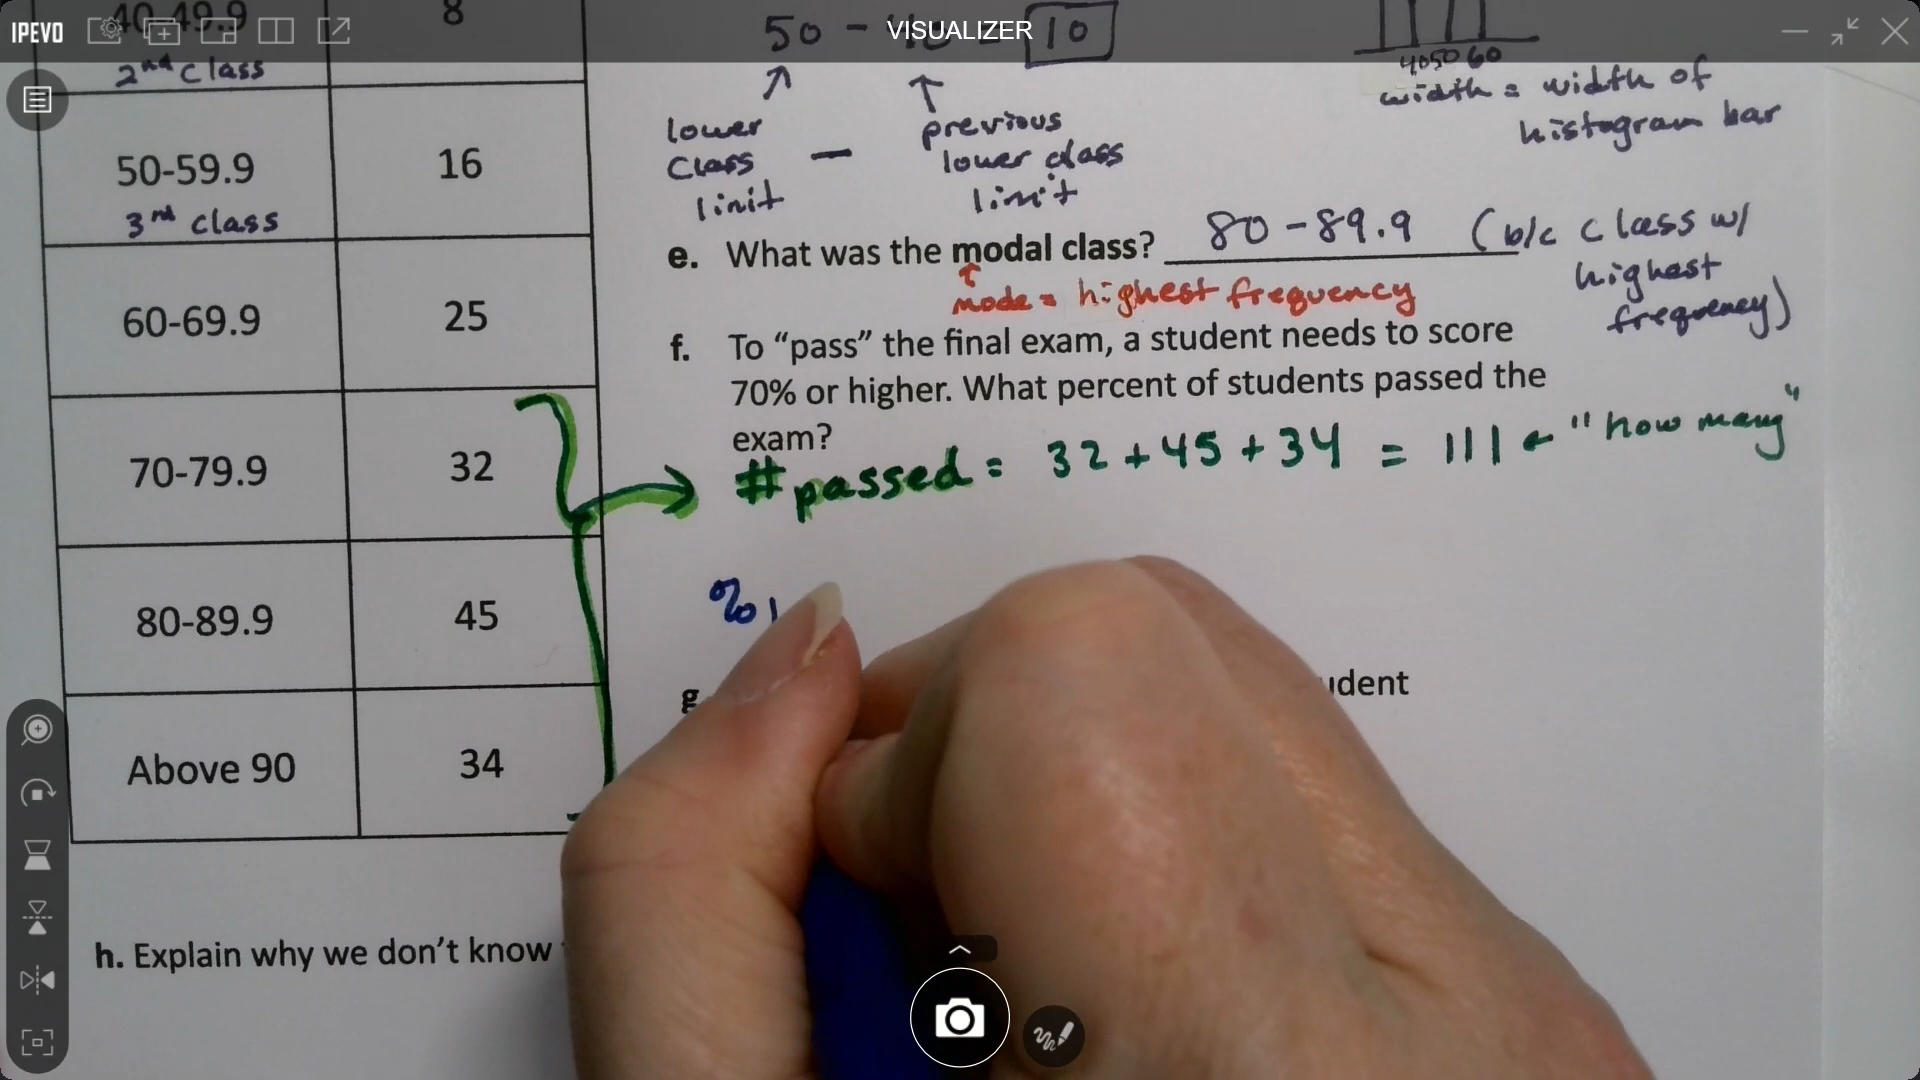 IPEVO
VISUALIZER
40-49.9 8
2nd class
50-59.9 16
3rd class
60-69.9 25
70-79.9 32
80-89.9 45
Above 90 34
50 - 40 = 10
lower class limit — previous lower class limit
40 50 60
width = width of
histogram bar
e. What was the modal class? 80-89.9 (b/c class w/
highest
frequency)
mode = highest frequency
f. To “pass” the final exam, a student needs to score
70% or higher. What percent of students passed the
exam?
# passed = 32 + 45 + 34 = 111 ← "how many"
%
g.
h. Explain why we don’t know